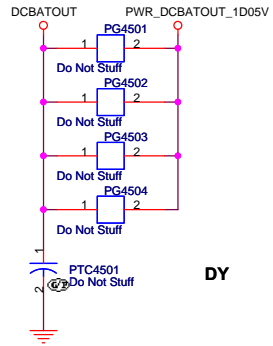 DCBATOUT PWR_DCBATOUT_1D05V
PG4501
1 2
Do Not Stuff
PG4502
1 2
Do Not Stuff
PG4503
1 2
Do Not Stuff
PG4504
1 2
Do Not Stuff
1
PTC4501
2 Do Not Stuff
DY